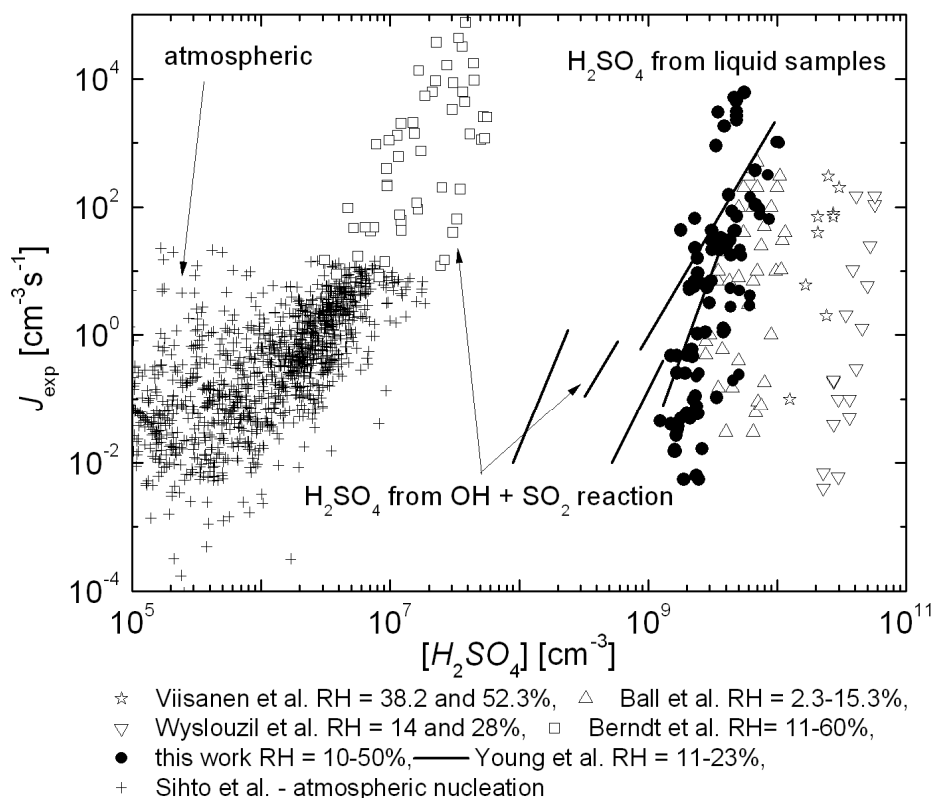 atmospheric
H₂SO₄ from liquid samples
10⁴
10²
10⁰
10⁻²
10⁻⁴
J_exp [cm⁻³s⁻¹]
H₂SO₄ from OH + SO₂ reaction
10⁵ 10⁷ 10⁹ 10¹¹
[H₂SO₄] [cm⁻³]
Viisanen et al. RH = 38.2 and 52.3%, Ball et al. RH = 2.3-15.3%,
Wyslouzil et al. RH = 14 and 28%, Berndt et al. RH= 11-60%,
this work RH = 10-50%, Young et al. RH = 11-23%,
Sihto et al. - atmospheric nucleation